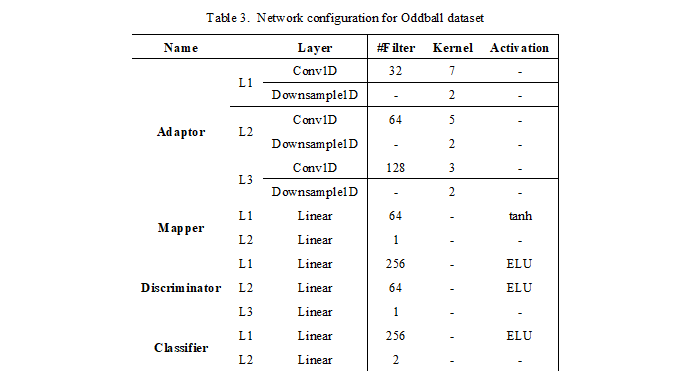 Table 3. Network configuration for Oddball dataset
Name Layer #Filter Kernel Activation
Adaptor L1 Conv1D 32 7 -
Downsample1D - 2 -
L2 Conv1D 64 5 -
Downsample1D - 2 -
L3 Conv1D 128 3 -
Downsample1D - 2 -
Mapper L1 Linear 64 - tanh
L2 Linear 1 - -
Discriminator L1 Linear 256 - ELU
L2 Linear 64 - ELU
L3 Linear 1 - -
Classifier L1 Linear 256 - ELU
L2 Linear 2 - -